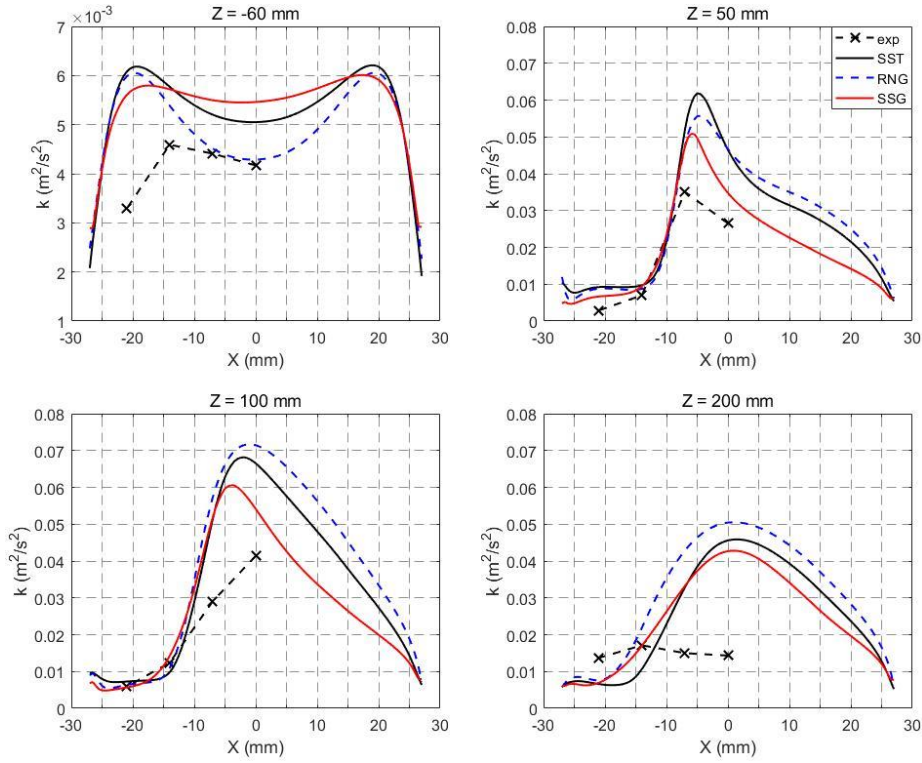 ×10⁻³ Z = -60 mm
7
6
5
4
3
2
1
k (m²/s²)
-30 -20 -10 0 10 20 30
X (mm)
Z = 50 mm
0.08
0.07
0.06
0.05
0.04
0.03
0.02
0.01
0
k (m²/s²)
-30 -20 -10 0 10 20 30
X (mm)
exp
SST
RNG
SSG
Z = 100 mm
0.08
0.07
0.06
0.05
0.04
0.03
0.02
0.01
0
k (m²/s²)
-30 -20 -10 0 10 20 30
X (mm)
Z = 200 mm
0.08
0.07
0.06
0.05
0.04
0.03
0.02
0.01
0
k (m²/s²)
-30 -20 -10 0 10 20 30
X (mm)